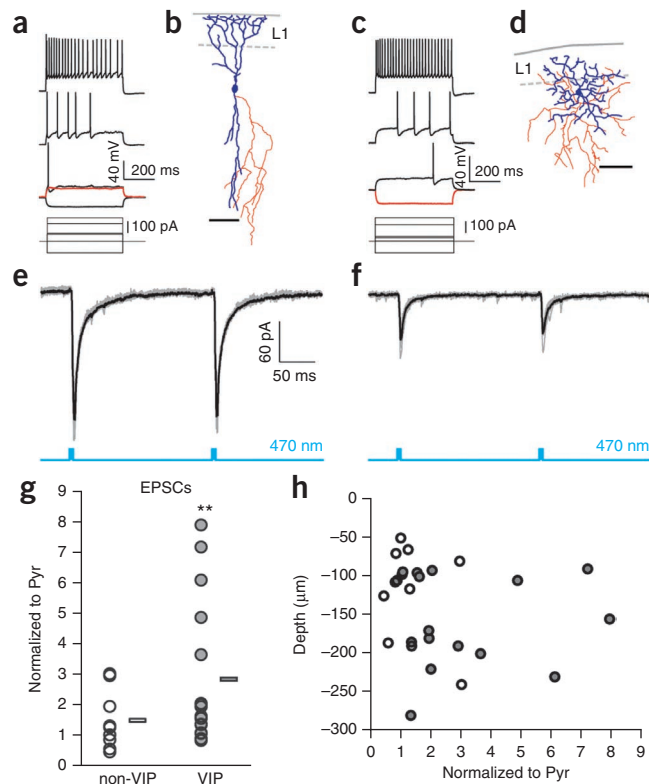 a
b
c
d
L1
L1
40 mV
200 ms
40 mV
200 ms
100 pA
100 pA
e
f
60 pA
50 ms
470 nm
470 nm
g
h
EPSCs
**
9
8
7
6
5
4
3
2
1
0
Normalized to Pyr
non-VIP
VIP
0
–50
–100
–150
–200
–250
–300
Depth (μm)
0 1 2 3 4 5 6 7 8 9
Normalized to Pyr